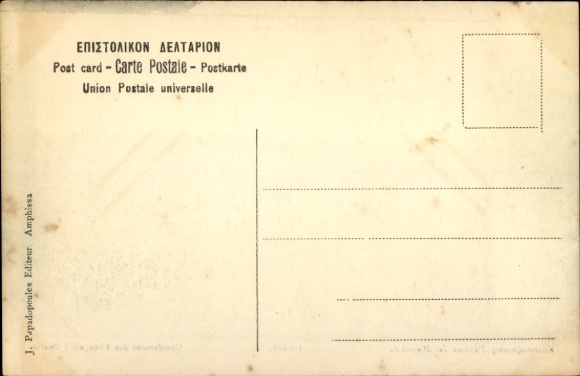 ΕΠΙΣΤΟΛΙΚΟΝ ΔΕΛΤΑΡΙΟΝ
Post card - Carte Postale - Postkarte
Union Postale universelle
J. Papadopoulos Editeur Amphissa